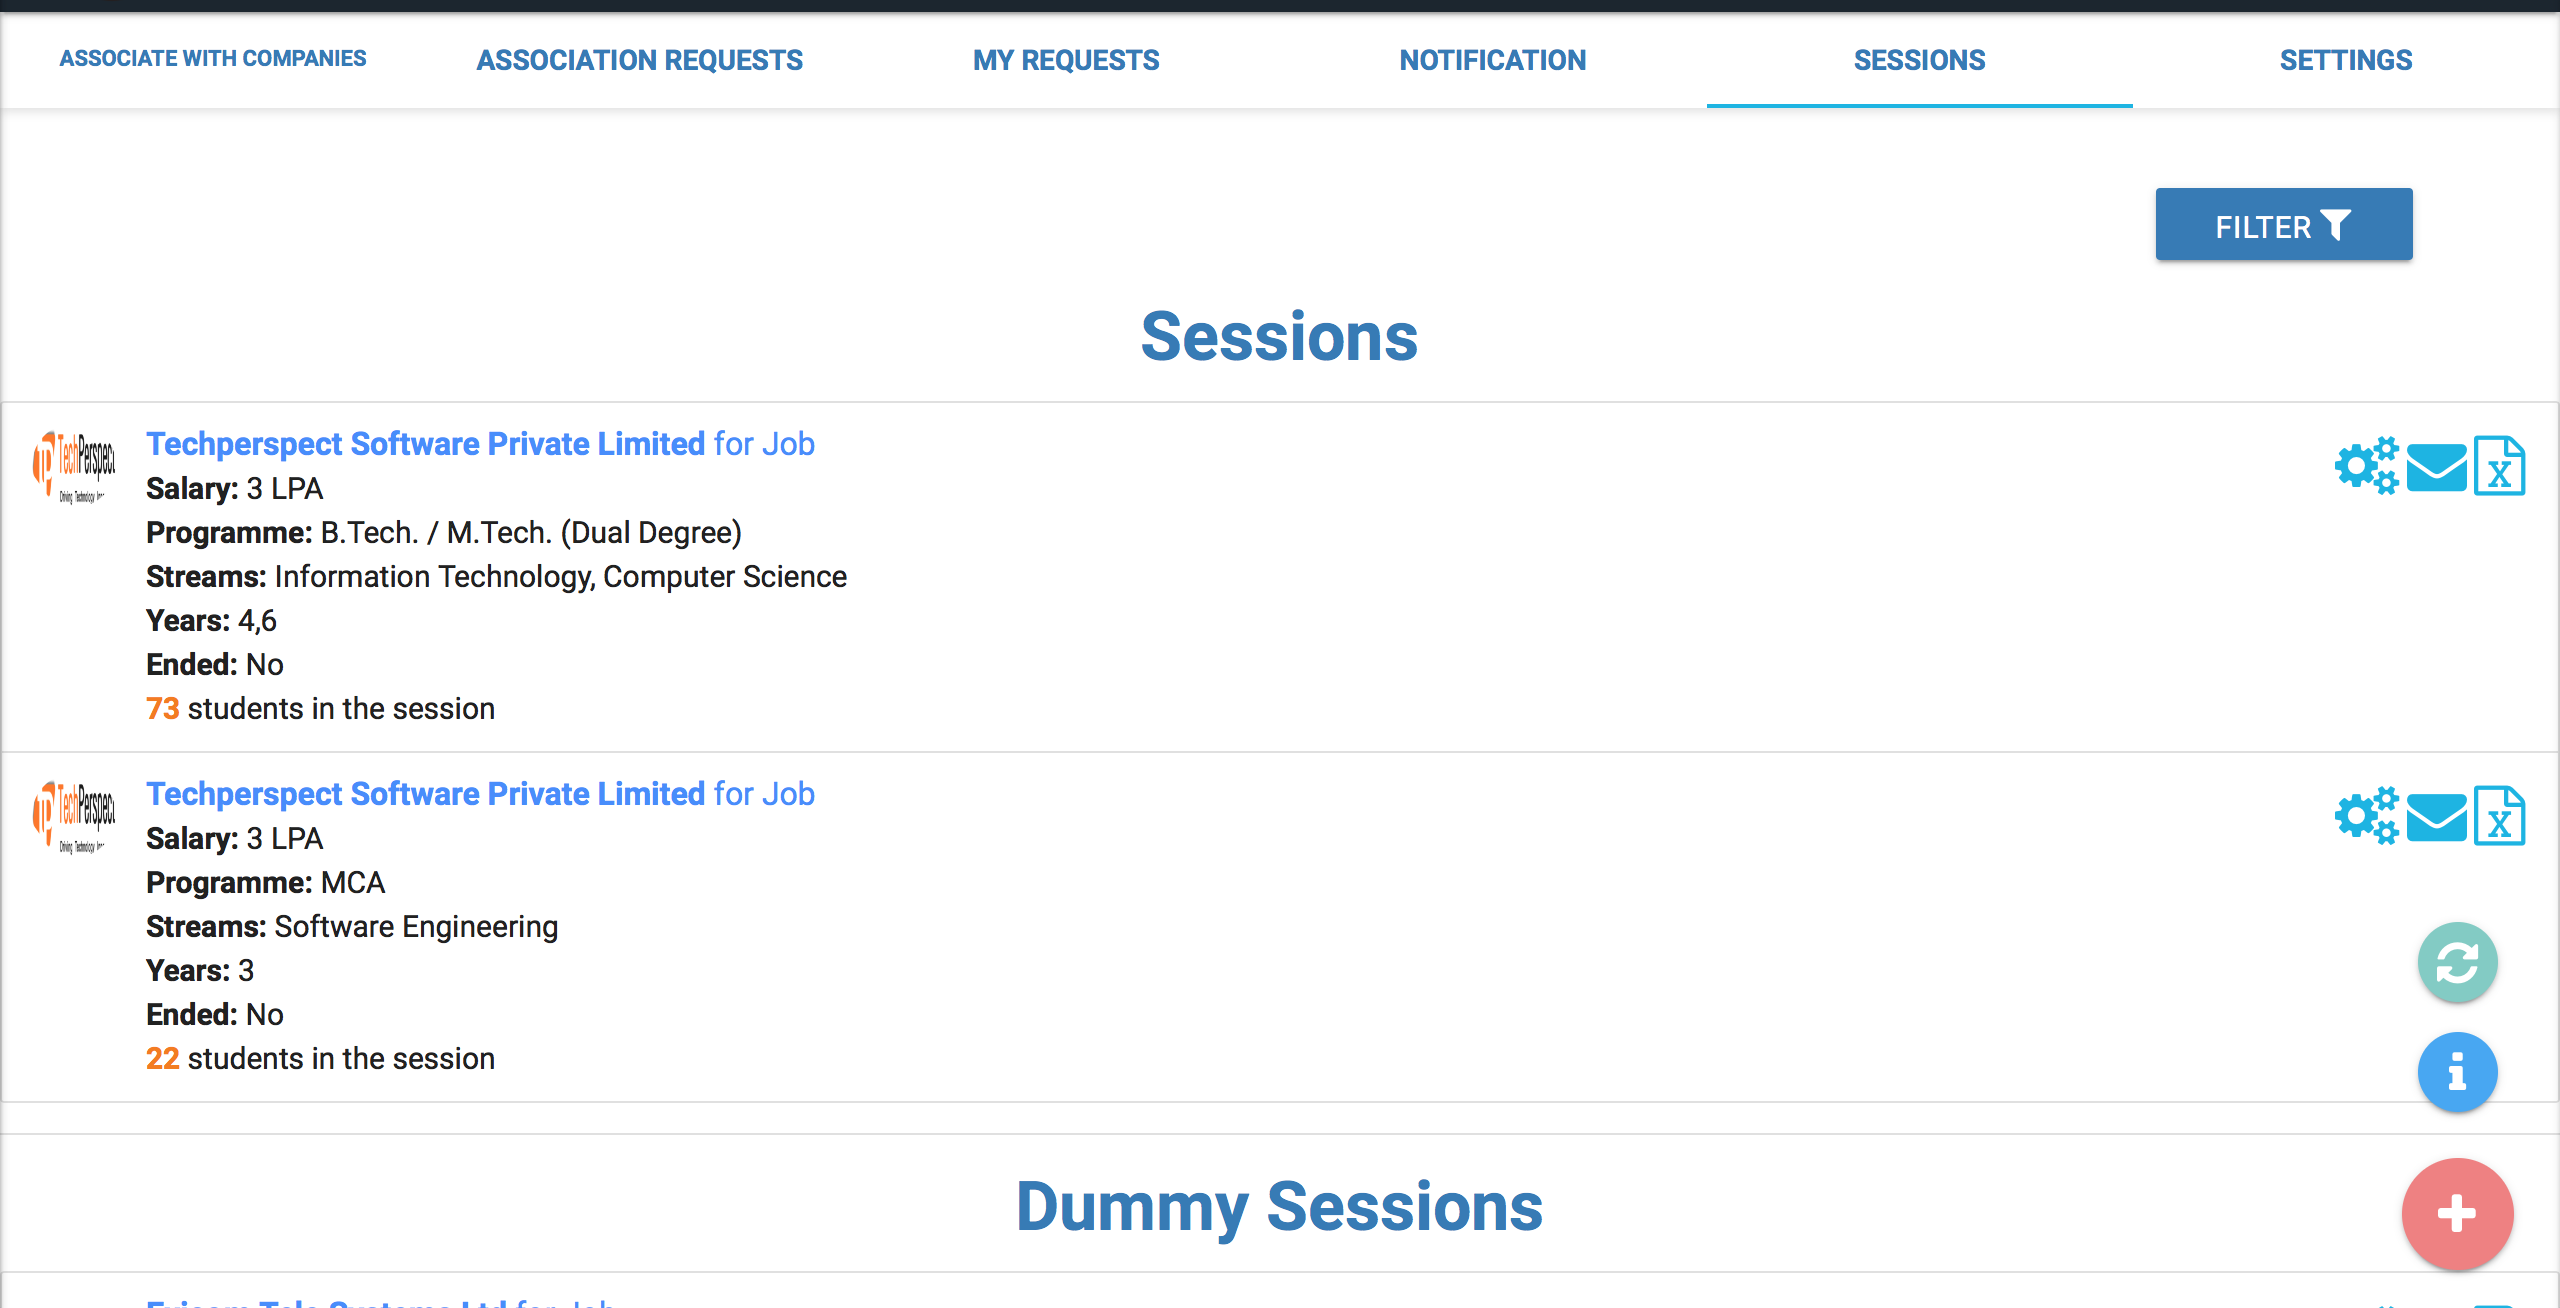 ASSOCIATE WITH COMPANIES ASSOCIATION REQUESTS MY REQUESTS NOTIFICATION SESSIONS SETTINGS
FILTER
Sessions
TechPerspect
Techperspect Software Private Limited for Job
Salary: 3 LPA
Programme: B.Tech. / M.Tech. (Dual Degree)
Streams: Information Technology, Computer Science
Years: 4,6
Ended: No
73 students in the session
TechPerspect
Techperspect Software Private Limited for Job
Salary: 3 LPA
Programme: MCA
Streams: Software Engineering
Years: 3
Ended: No
22 students in the session
Dummy Sessions